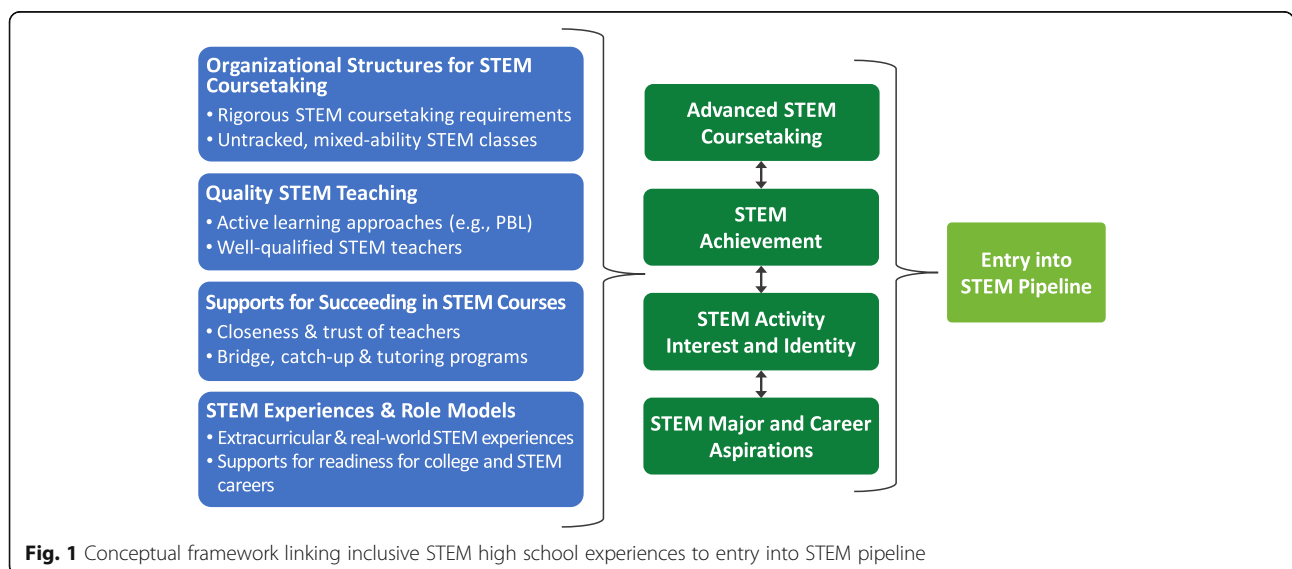 Organizational Structures for STEM
Coursetaking
• Rigorous STEM coursetaking requirements
• Untracked, mixed-ability STEM classes
Quality STEM Teaching
• Active learning approaches (e.g., PBL)
• Well-qualified STEM teachers
Supports for Succeeding in STEM Courses
• Closeness & trust of teachers
• Bridge, catch-up & tutoring programs
STEM Experiences & Role Models
• Extracurricular & real-world STEM experiences
• Supports for readiness for college and STEM
careers
Advanced STEM
Coursetaking
STEM
Achievement
STEM Activity
Interest and Identity
STEM Major and Career
Aspirations
Entry into
STEM Pipeline
Fig. 1 Conceptual framework linking inclusive STEM high school experiences to entry into STEM pipeline